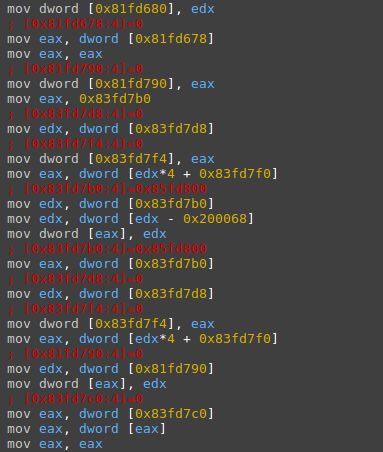 mov dword [0x81fd680], edx
; [0x81fd678:4]=0
mov eax, dword [0x81fd678]
mov eax, eax
; [0x81fd790:4]=0
mov dword [0x81fd790], eax
mov eax, 0x83fd7b0
; [0x83fd7d8:4]=0
mov edx, dword [0x83fd7d8]
; [0x83fd7f4:4]=0
mov dword [0x83fd7f4], eax
mov eax, dword [edx*4 + 0x83fd7f0]
; [0x83fd7b0:4]=0x85fd800
mov edx, dword [0x83fd7b0]
mov edx, dword [edx - 0x200068]
mov dword [eax], edx
; [0x83fd7b0:4]=0x85fd800
mov eax, dword [0x83fd7b0]
; [0x83fd7d8:4]=0
mov edx, dword [0x83fd7d8]
; [0x83fd7f4:4]=0
mov dword [0x83fd7f4], eax
mov eax, dword [edx*4 + 0x83fd7f0]
; [0x81fd790:4]=0
mov edx, dword [0x81fd790]
mov dword [eax], edx
; [0x83fd7c0:4]=0
mov eax, dword [0x83fd7c0]
mov eax, dword [eax]
mov eax, eax